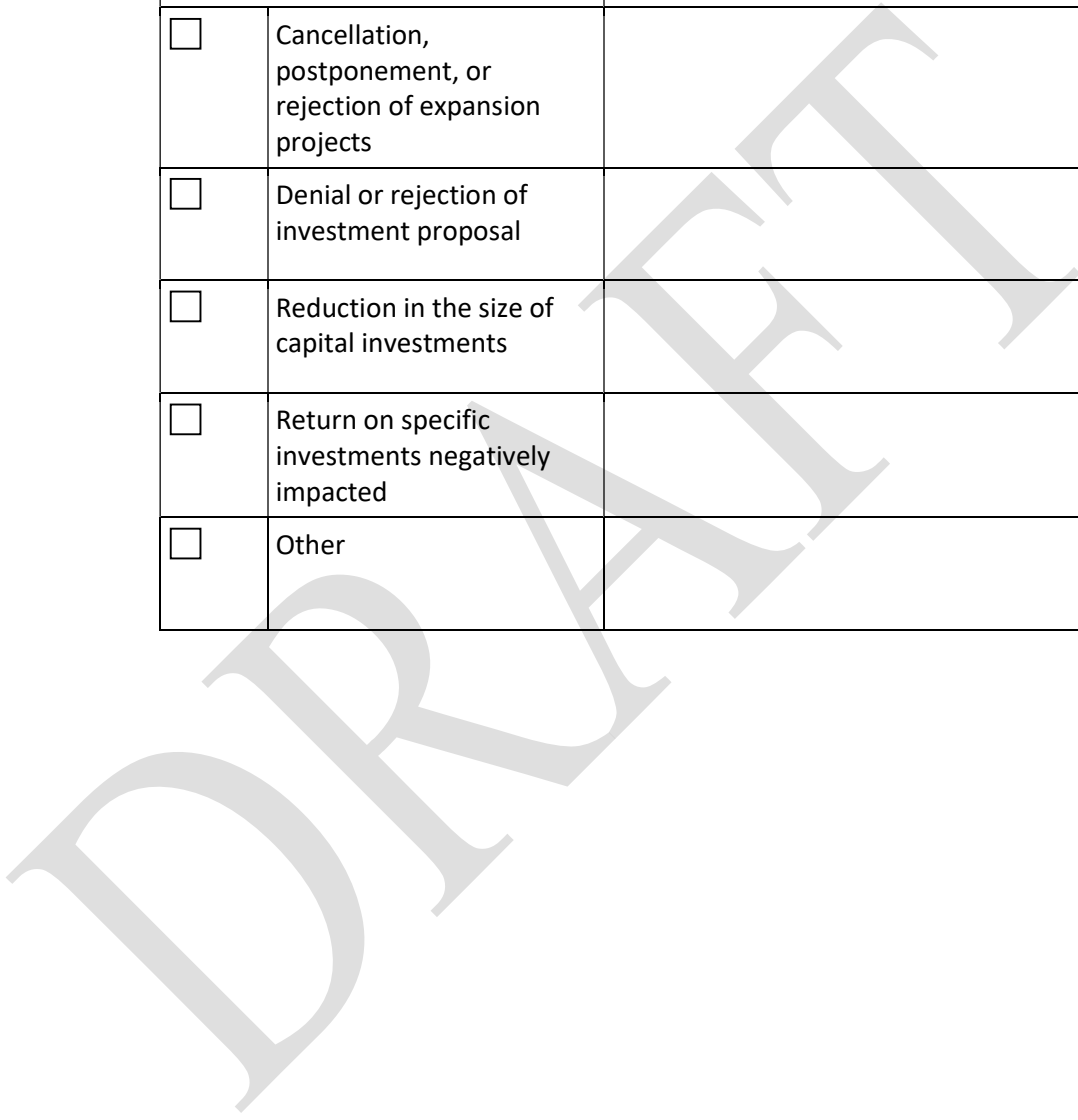 Cancellation,
postponement, or
rejection of expansion
projects
Denial or rejection of
investment proposal
Reduction in the size of
capital investments
Return on specific
investments negatively
impacted
Other
DRAFT